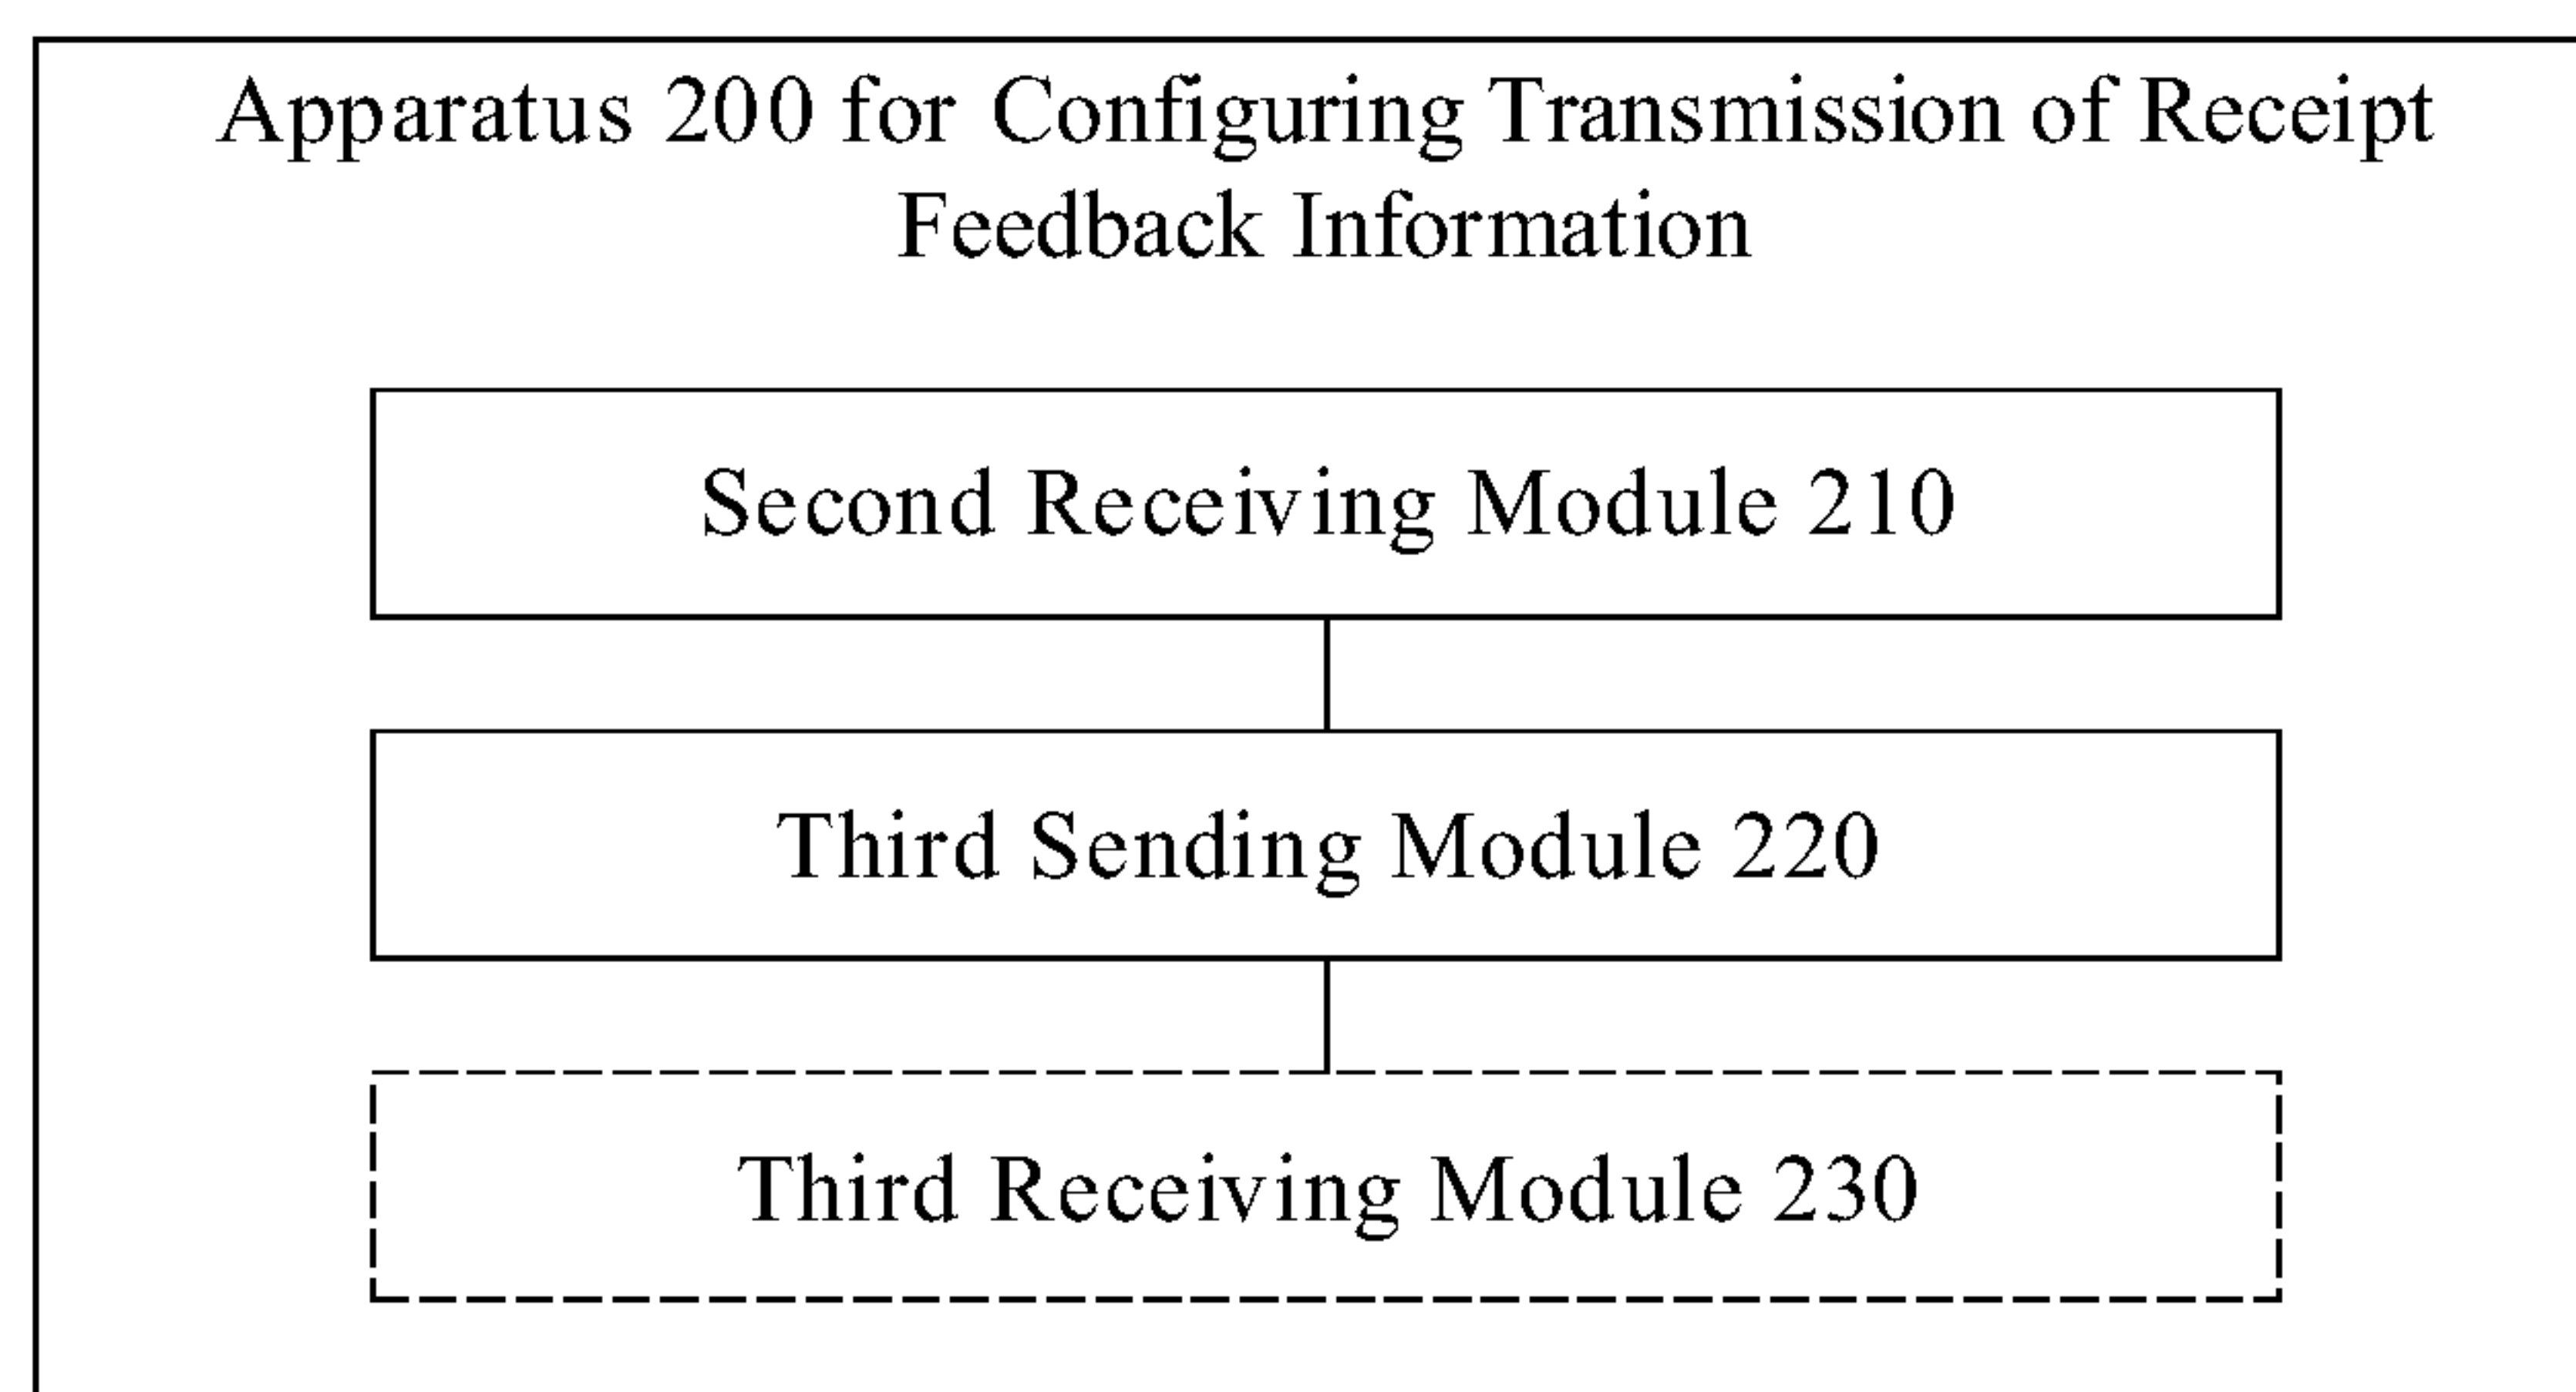 Apparatus 200 for Configuring Transmission of Receipt
Feedback Information
Second Receiving Module 210
Third Sending Module 220
Third Receiving Module 230